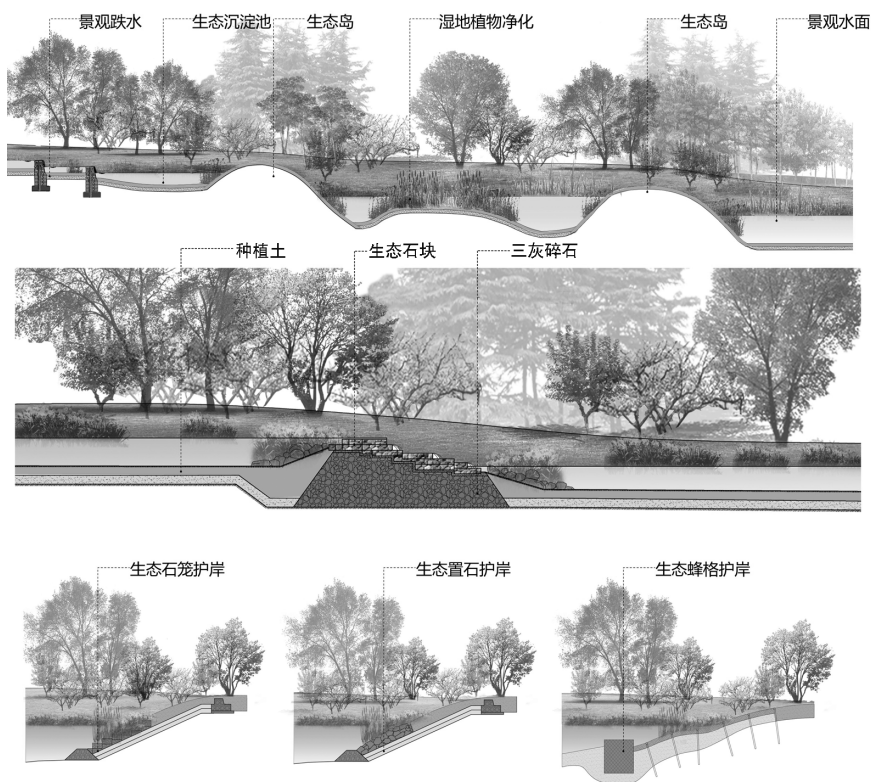 景观跌水
生态沉淀池
生态岛
湿地植物净化
生态岛
景观水面
种植土
生态石块
三灰碎石
生态石笼护岸
生态置石护岸
生态蜂格护岸